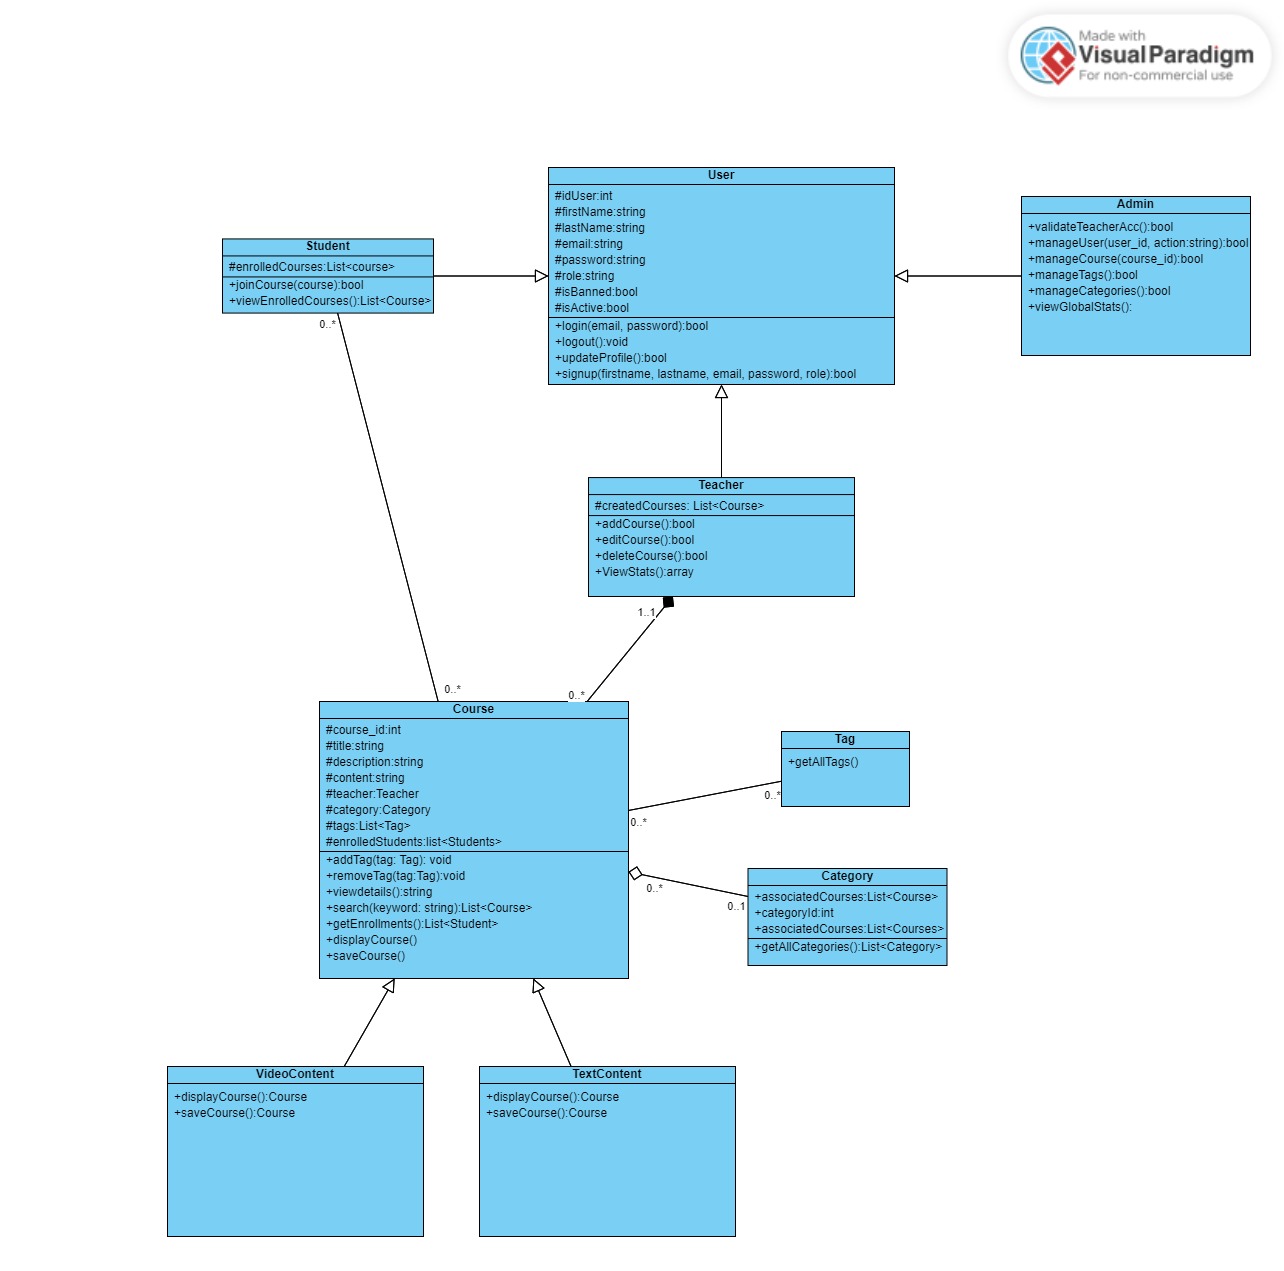 Made with
Visual Paradigm
For non-commercial use
User
#idUser:int
#firstName:string
#lastName:string
#email:string
#password:string
#role:string
#isBanned:bool
#isActive:bool
+login(email, password):bool
+logout():void
+updateProfile():bool
+signup(firstname, lastname, email, password, role):bool
Admin
+validateTeacherAcc():bool
+manageUser(user_id, action:string):bool
+manageCourse(course_id):bool
+manageTags():bool
+manageCategories():bool
+viewGlobalStats():
Student
#enrolledCourses:List<course>
+joinCourse(course):bool
+viewEnrolledCourses():List<Course>
0..*
Teacher
#createdCourses: List<Course>
+addCourse():bool
+editCourse():bool
+deleteCourse():bool
+ViewStats():array
1..1
0..*
0..*
Course
#course_id:int
#title:string
#description:string
#content:string
#teacher:Teacher
#category:Category
#tags:List<Tag>
#enrolledStudents:list<Students>
+addTag(tag: Tag): void
+removeTag(tag:Tag):void
+viewdetails():string
+search(keyword: string):List<Course>
+getEnrollments():List<Student>
+displayCourse()
+saveCourse()
Tag
+getAllTags()
0..*
0..*
Category
+associatedCourses:List<Course>
+categoryId:int
+associatedCourses:List<Courses>
+getAllCategories():List<Category>
0..*
0..1
VideoContent
+displayCourse():Course
+saveCourse():Course
TextContent
+displayCourse():Course
+saveCourse():Course